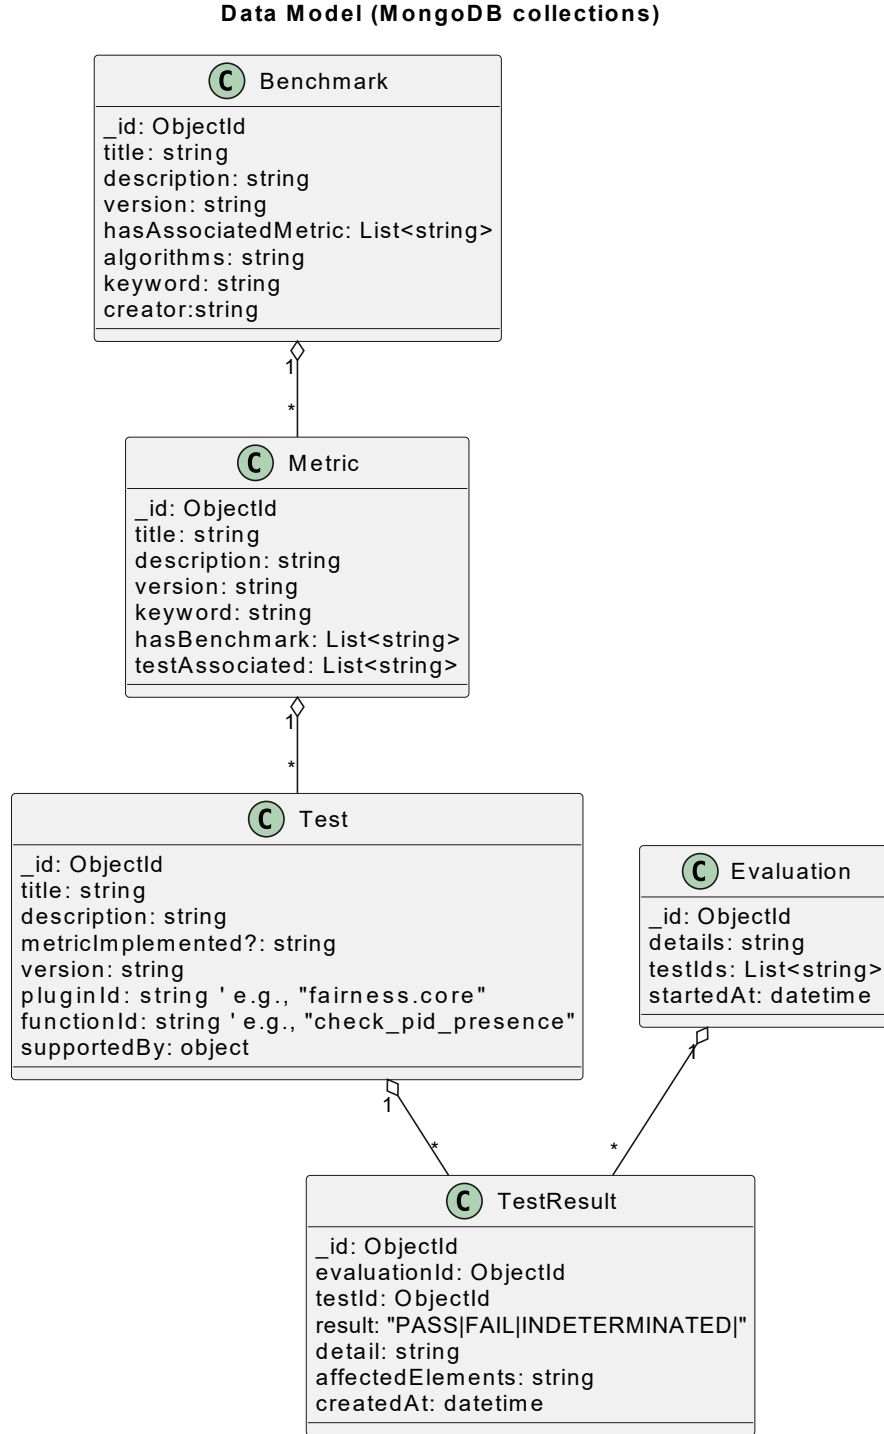 Data Model (MongoDB collections)
C Benchmark
_id: ObjectId
title: string
description: string
version: string
hasAssociatedMetric: List<string>
algorithms: string
keyword: string
creator:string
1
*
C Metric
_id: ObjectId
title: string
description: string
version: string
keyword: string
hasBenchmark: List<string>
testAssociated: List<string>
1
*
C Test
_id: ObjectId
title: string
description: string
metricImplemented?: string
version: string
pluginId: string ' e.g., "fairness.core"
functionId: string ' e.g., "check_pid_presence"
supportedBy: object
C Evaluation
_id: ObjectId
details: string
testIds: List<string>
startedAt: datetime
1
*
1
*
C TestResult
_id: ObjectId
evaluationId: ObjectId
testId: ObjectId
result: "PASS|FAIL|INDETERMINATED|"
detail: string
affectedElements: string
createdAt: datetime